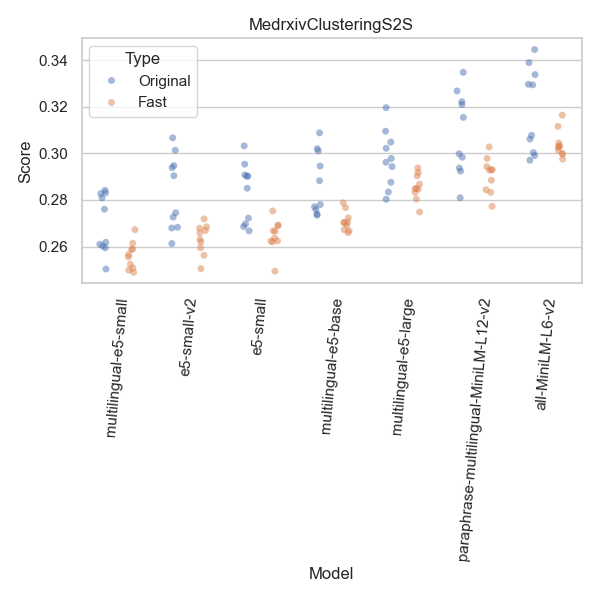 MedrxivClusteringS2S
Type
Original
Fast
Score
0.34
0.32
0.30
0.28
0.26
multilingual-e5-small
e5-small-v2
e5-small
multilingual-e5-base
multilingual-e5-large
paraphrase-multilingual-MiniLM-L12-v2
all-MiniLM-L6-v2
Model